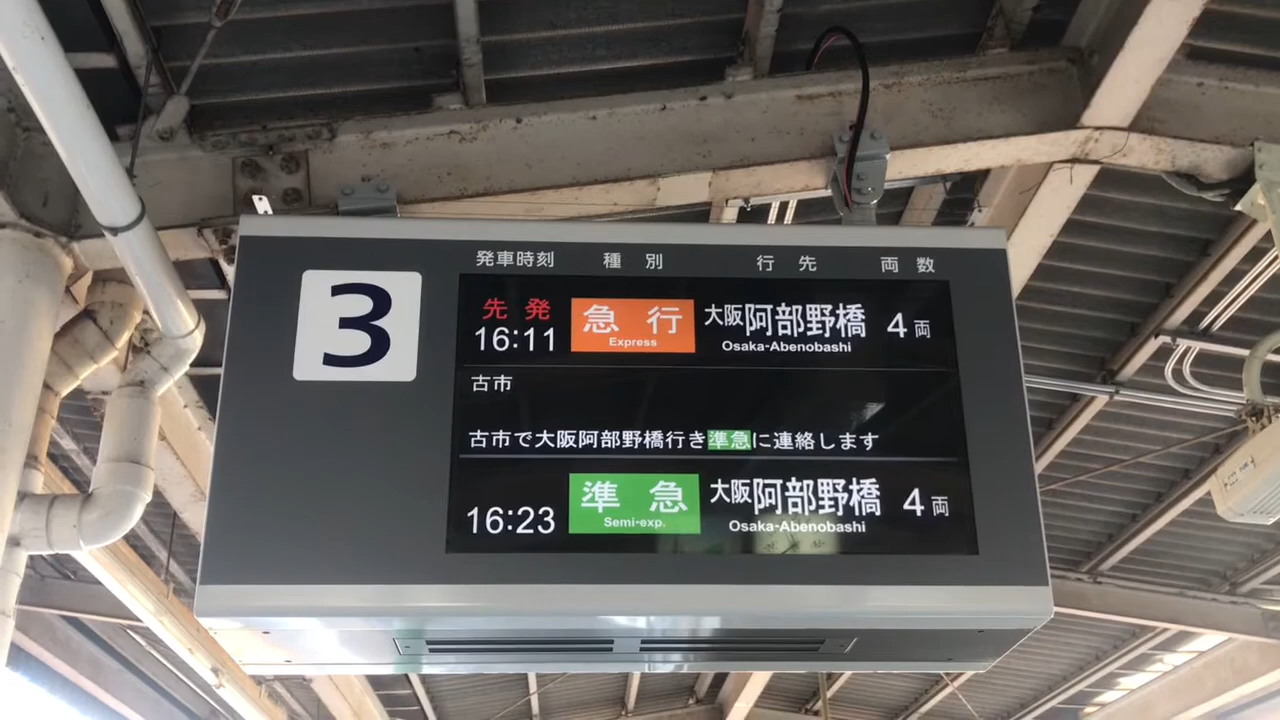 3
発車時刻 種別 行先 両数
先発 急行 大阪阿部野橋 4両
16:11 Express Osaka-Abenobashi
古市
古市で大阪阿部野橋行き準急に連絡します
16:23 準急 大阪阿部野橋 4両
Semi-exp. Osaka-Abenobashi